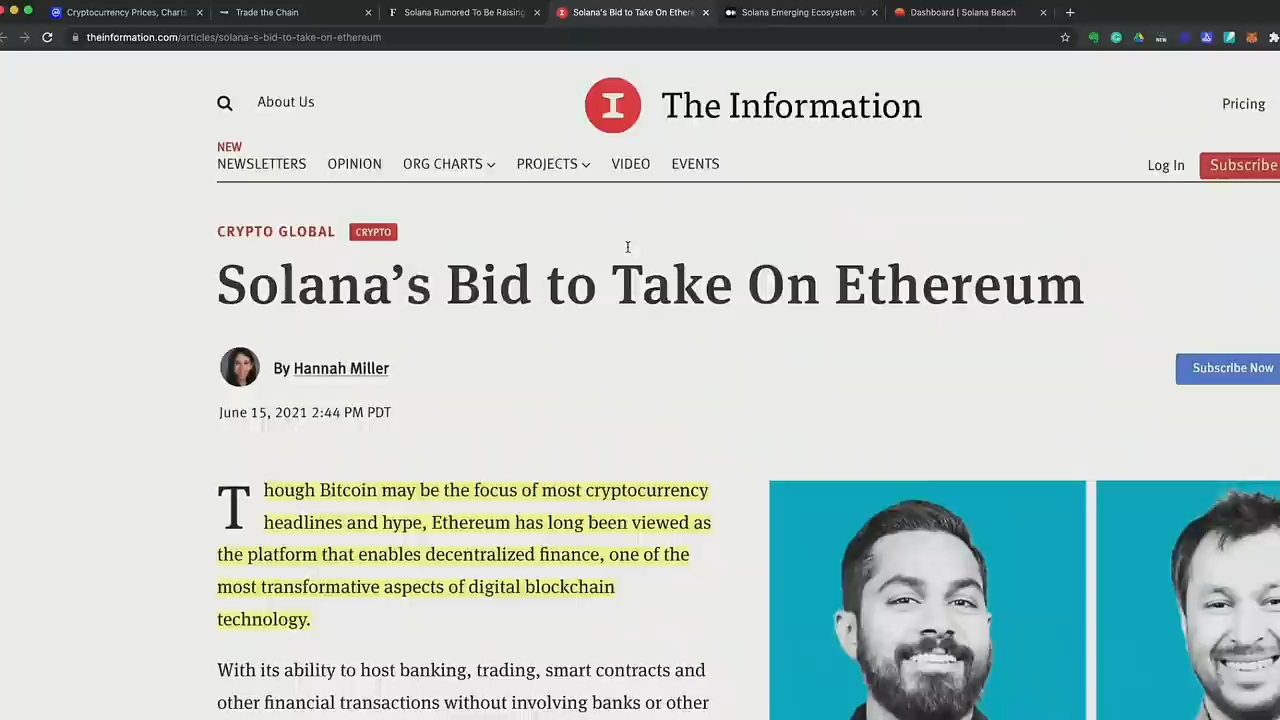 Cryptocurrency Prices, Charts
Trade the Chain
Solana Rumored To Be Raising
Solana's Bid to Take On Ethere
Solana Emerging Ecosystem.
Dashboard | Solana Beach
theinformation.com/articles/solana-s-bid-to-take-on-ethereum
About Us
The Information
Pricing
NEW
NEWSLETTERS OPINION ORG CHARTS PROJECTS VIDEO EVENTS
Log In
Subscribe
CRYPTO GLOBAL CRYPTO
Solana's Bid to Take On Ethereum
By Hannah Miller
Subscribe Now
June 15, 2021 2:44 PM PDT
Though Bitcoin may be the focus of most cryptocurrency
headlines and hype, Ethereum has long been viewed as
the platform that enables decentralized finance, one of the
most transformative aspects of digital blockchain
technology.
With its ability to host banking, trading, smart contracts and
other financial transactions without involving banks or other